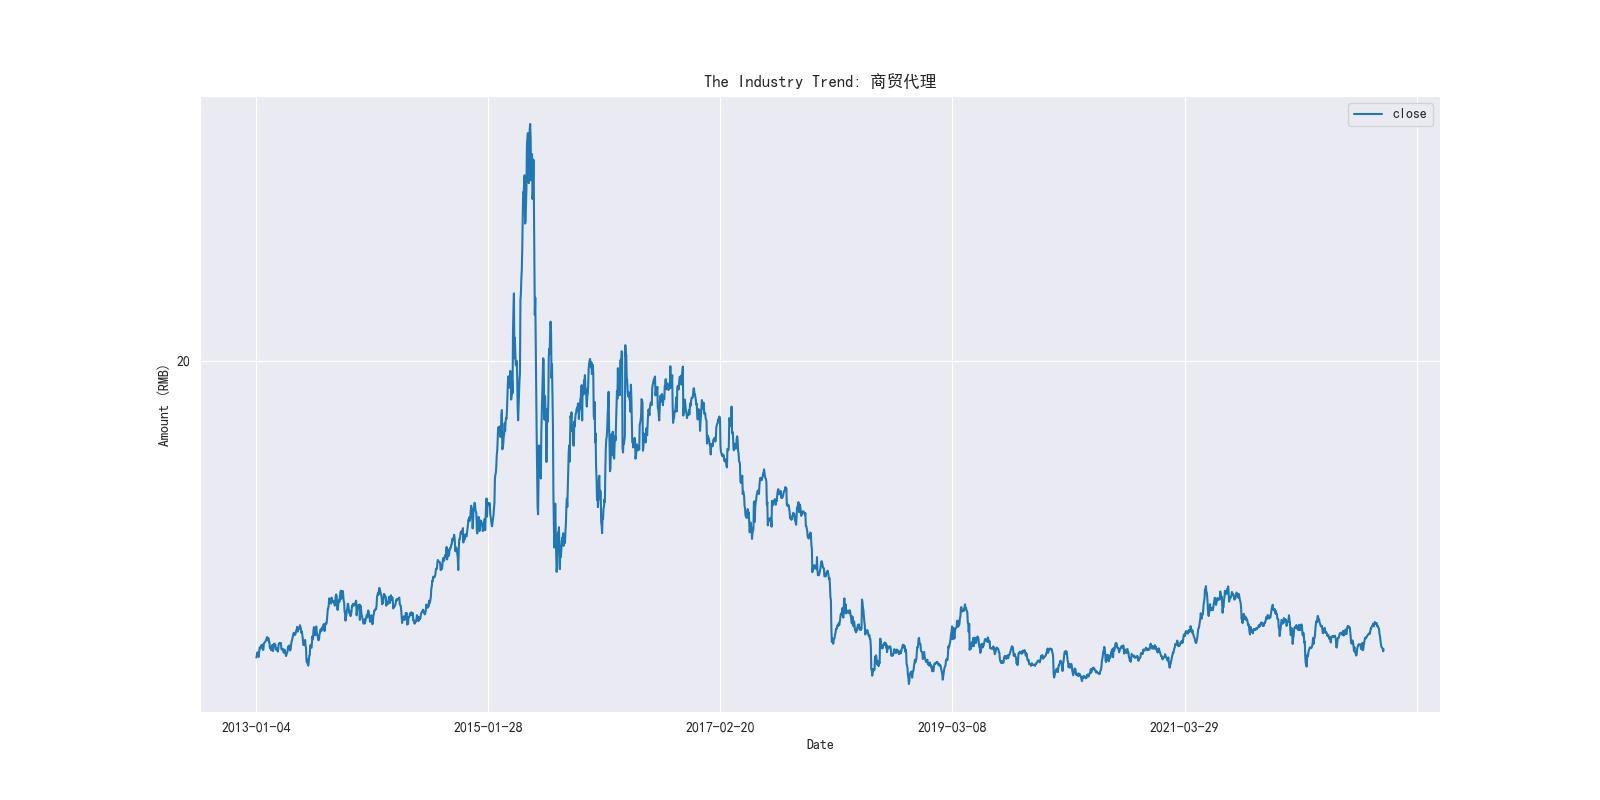 The Industry Trend: 商贸代理
close
20
Amount (RMB)
2013-01-04
2015-01-28
2017-02-20
2019-03-08
2021-03-29
Date